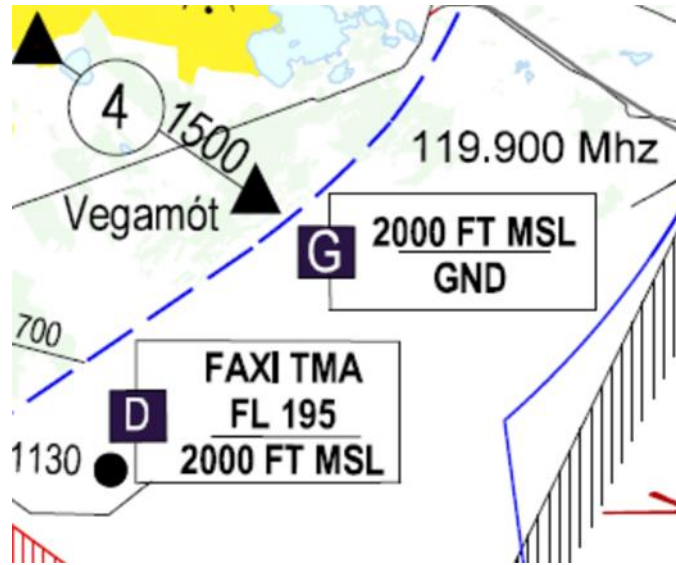 4
1500
119.900 Mhz
Vegamót
G
2000 FT MSL
GND
700
FAXI TMA
D
FL 195
2000 FT MSL
1130